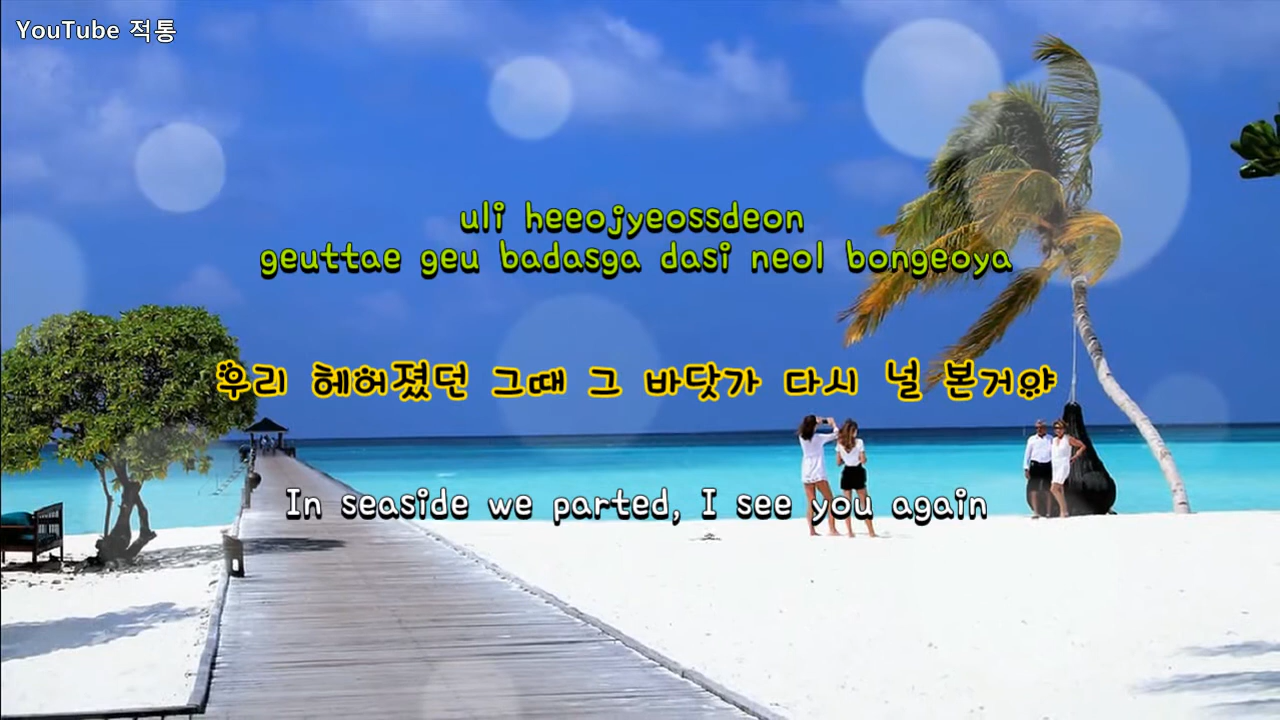 YouTube 적통
uli heeojyeossdeon
geuttae geu badasga dasi neol bongeoya
우리 헤어졌던 그때 그 바닷가 다시 널 본거야
In seaside we parted, I see you again